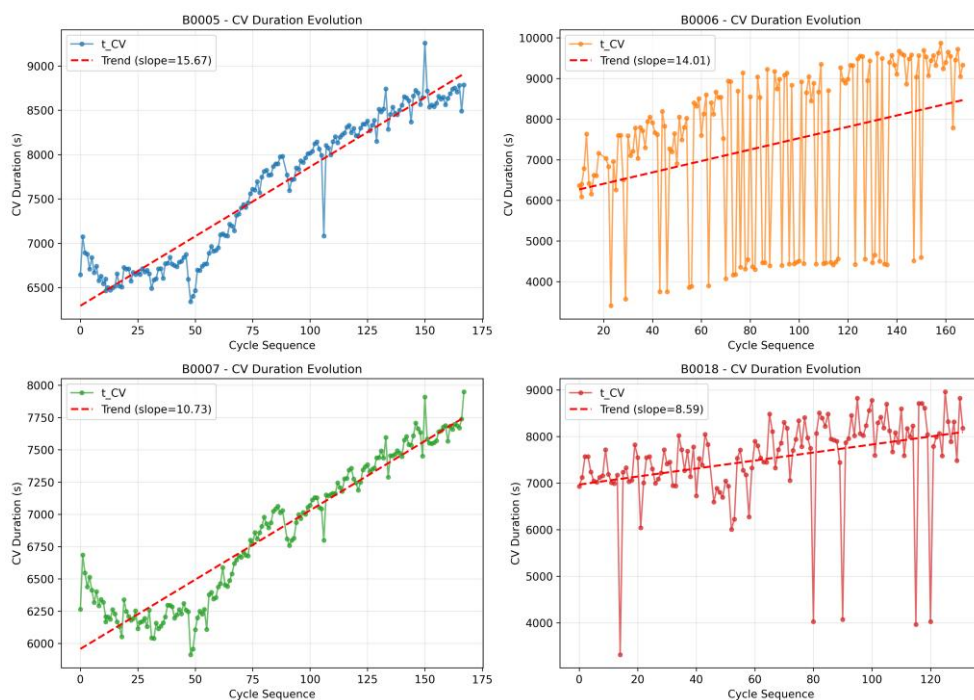 B0005 - CV Duration Evolution
t_CV
Trend (slope=15.67)
CV Duration (s)
9000
8500
8000
7500
7000
6500
0 25 50 75 100 125 150 175
Cycle Sequence
B0006 - CV Duration Evolution
t_CV
Trend (slope=14.01)
CV Duration (s)
10000
9000
8000
7000
6000
5000
4000
20 40 60 80 100 120 140 160
Cycle Sequence
B0007 - CV Duration Evolution
t_CV
Trend (slope=10.73)
CV Duration (s)
8000
7750
7500
7250
7000
6750
6500
6250
6000
0 25 50 75 100 125 150 175
Cycle Sequence
B0018 - CV Duration Evolution
t_CV
Trend (slope=8.59)
CV Duration (s)
9000
8000
7000
6000
5000
4000
0 20 40 60 80 100 120
Cycle Sequence